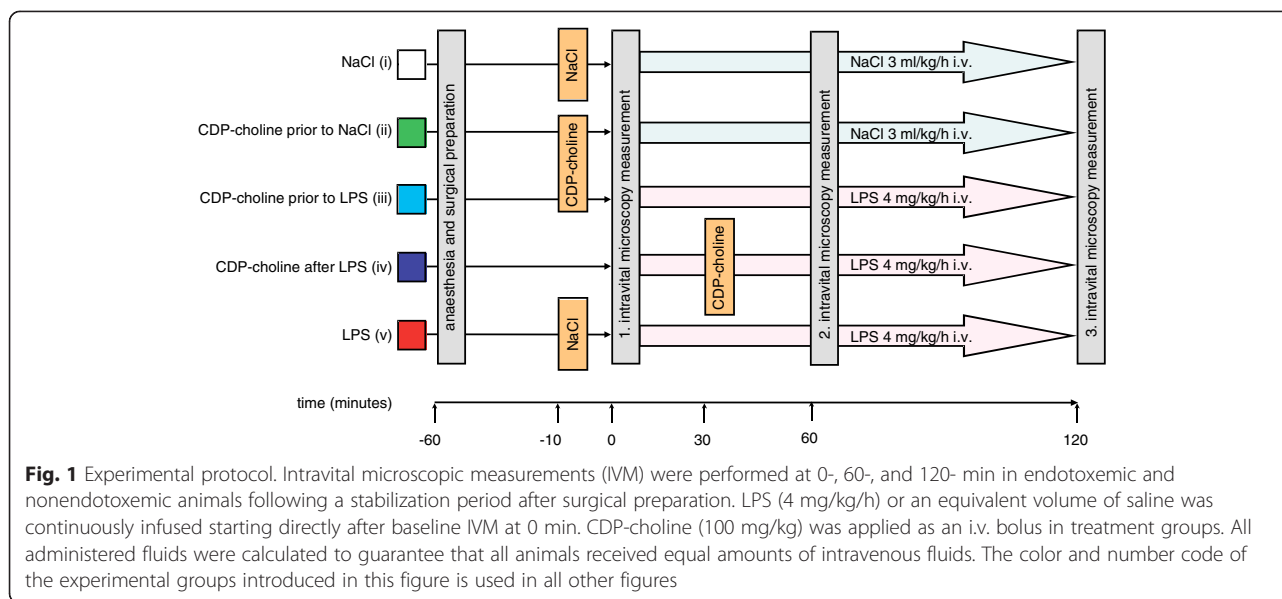 NaCl (i)
CDP-choline prior to NaCl (ii)
CDP-choline prior to LPS (iii)
CDP-choline after LPS (iv)
LPS (v)
anaesthesia and surgical preparation
NaCl
CDP-choline
NaCl
1. intravital microscopy measurement
CDP-choline
2. intravital microscopy measurement
NaCl 3 ml/kg/h i.v.
NaCl 3 ml/kg/h i.v.
LPS 4 mg/kg/h i.v.
LPS 4 mg/kg/h i.v.
LPS 4 mg/kg/h i.v.
3. intravital microscopy measurement
time (minutes)
-60 -10 0 30 60 120
Fig. 1 Experimental protocol. Intravital microscopic measurements (IVM) were performed at 0-, 60-, and 120- min in endotoxemic and
nonendotoxemic animals following a stabilization period after surgical preparation. LPS (4 mg/kg/h) or an equivalent volume of saline was
continuously infused starting directly after baseline IVM at 0 min. CDP-choline (100 mg/kg) was applied as an i.v. bolus in treatment groups. All
administered fluids were calculated to guarantee that all animals received equal amounts of intravenous fluids. The color and number code of
the experimental groups introduced in this figure is used in all other figures